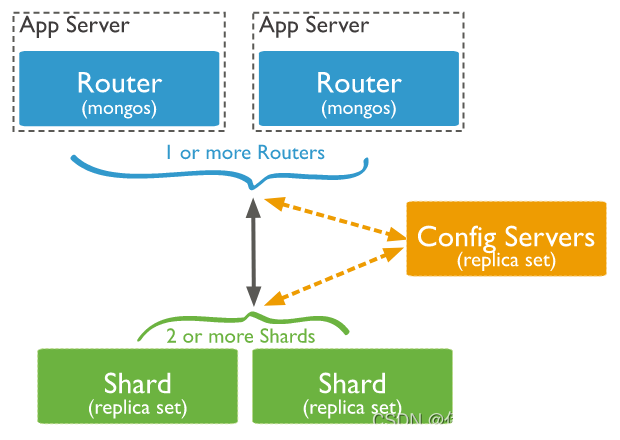 App Server
App Server
Router
(mongos)
Router
(mongos)
1 or more Routers
Config Servers
(replica set)
2 or more Shards
Shard
(replica set)
Shard
(replica set)
CSDN